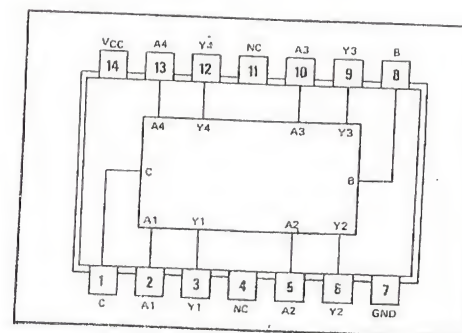 VCC A4 Y4 NC A3 Y3 B
14 13 12 11 10 9 8
A4 Y4 A3 Y3
C B
A1 Y1 A2 Y2
1 2 3 4 5 6 7
C A1 Y1 NC A2 Y2 GND